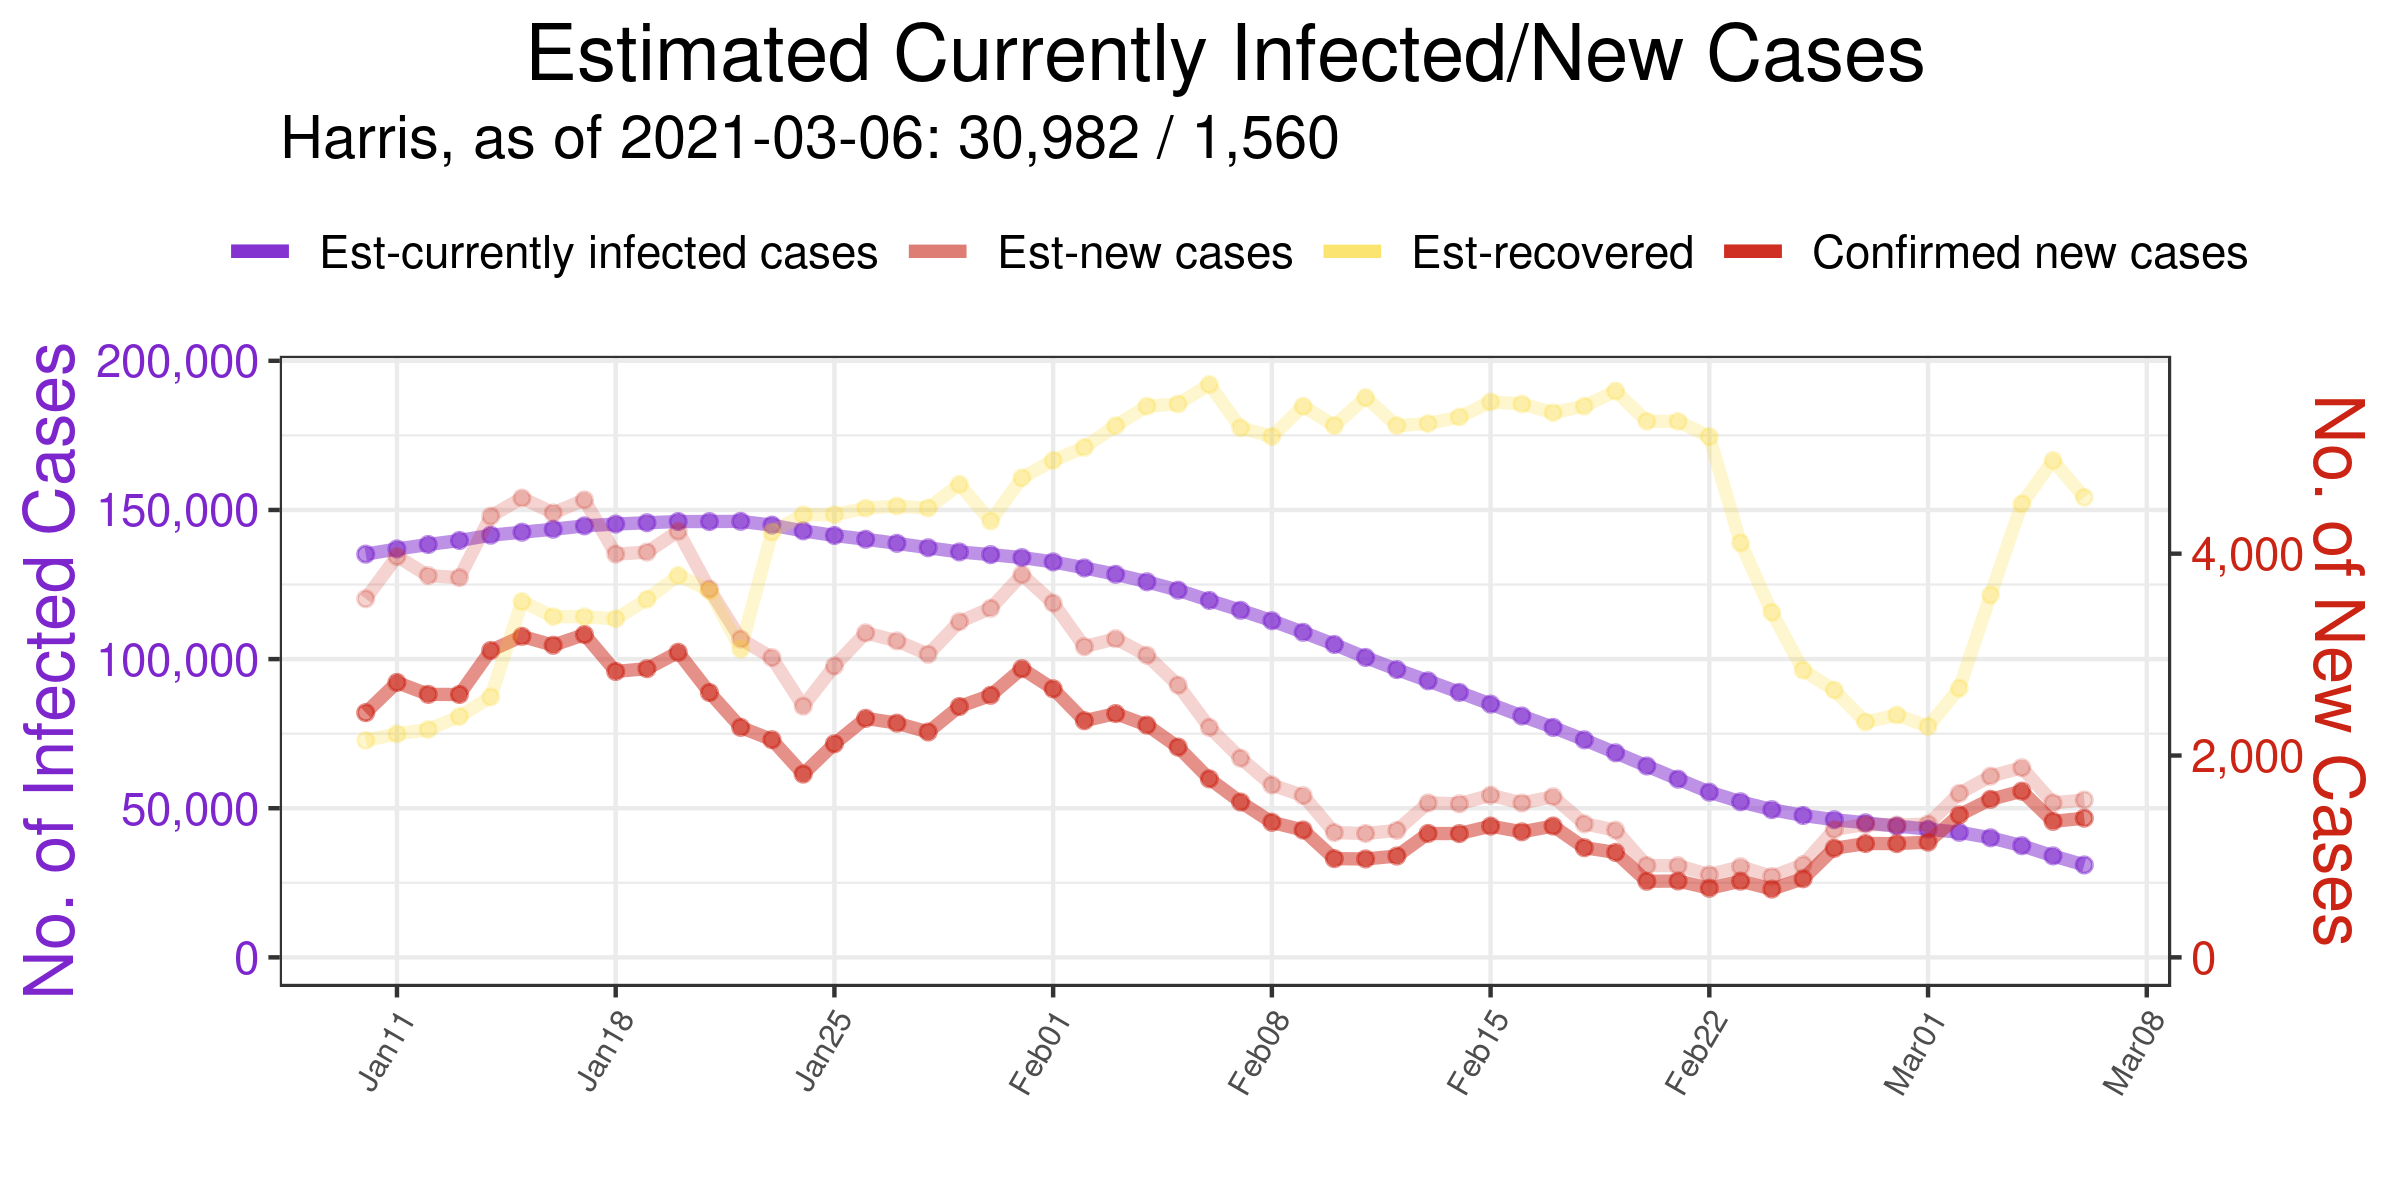 Estimated Currently Infected/New Cases
Harris, as of 2021-03-06: 30,982 / 1,560
Est-currently infected cases Est-new cases Est-recovered Confirmed new cases
No. of Infected Cases
200,000
150,000
100,000
50,000
0
4,000
2,000
0
No. of New Cases
Jan11 Jan18 Jan25 Feb01 Feb08 Feb15 Feb22 Mar01 Mar08